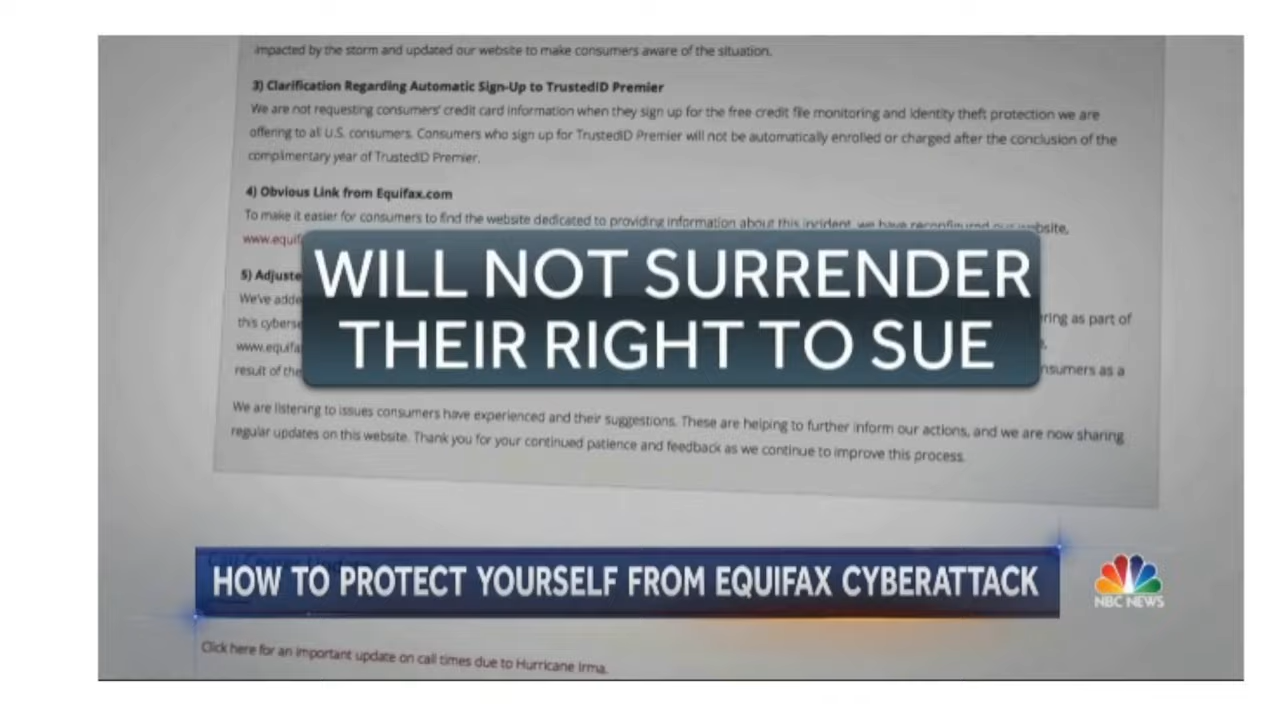 impacted by the storm and updated our website to make consumers aware of the situation.
3) Clarification Regarding Automatic Sign-Up to TrustedID Premier
We are not requesting consumers' credit card information when they sign up for the free credit file monitoring and identity theft protection we are
offering to all U.S. consumers. Consumers who sign up for TrustedID Premier will not be automatically enrolled or charged after the conclusion of the
complimentary year of TrustedID Premier.
4) Obvious Link from Equifax.com
To make it easier for consumers to find the website dedicated to providing information about this incident, we have reconfigured our website,
www.equif
5) Adjuste
We've adde
this cyberse ring as part of
www.equifa
result of the nsumers as a
WILL NOT SURRENDER
THEIR RIGHT TO SUE
We are listening to issues consumers have experienced and their suggestions. These are helping to further inform our actions, and we are now sharing
regular updates on this website. Thank you for your continued patience and feedback as we continue to improve this process.
HOW TO PROTECT YOURSELF FROM EQUIFAX CYBERATTACK
NBC NEWS
Click here for an important update on call times due to Hurricane Irma.